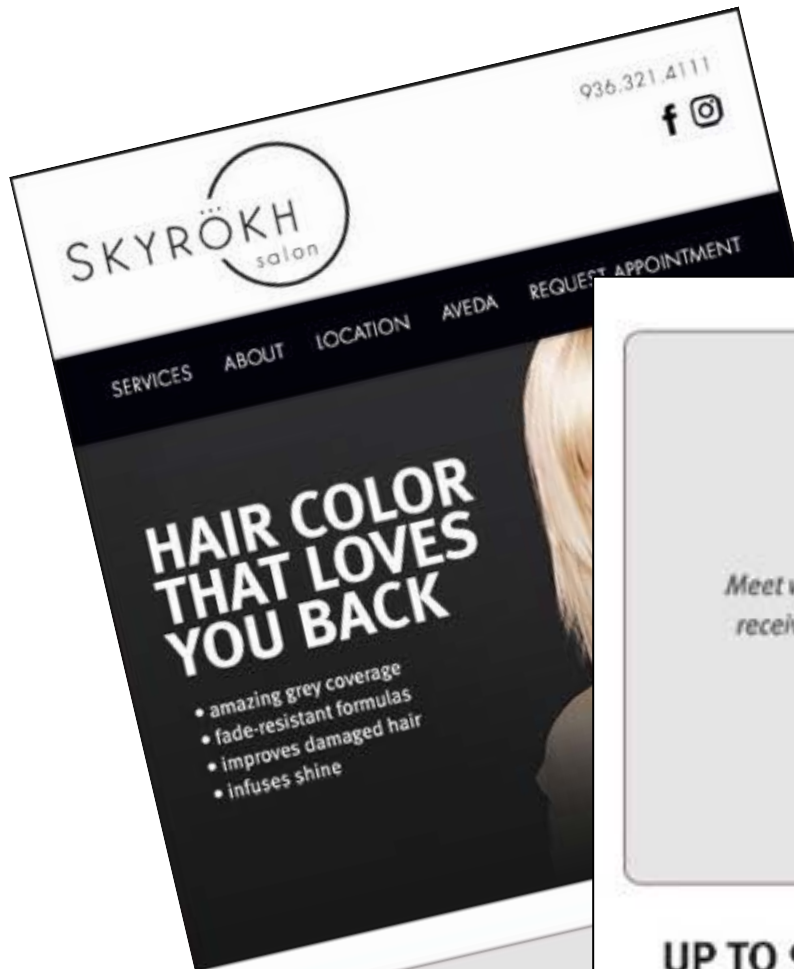 936.321.4111
SKYRÖKH
salon
SERVICES ABOUT LOCATION AVEDA REQUEST APPOINTMENT
HAIR COLOR
THAT LOVES
YOU BACK
• amazing grey coverage
• fade-resistant formulas
• improves damaged hair
• infuses shine
Meet
UP TO